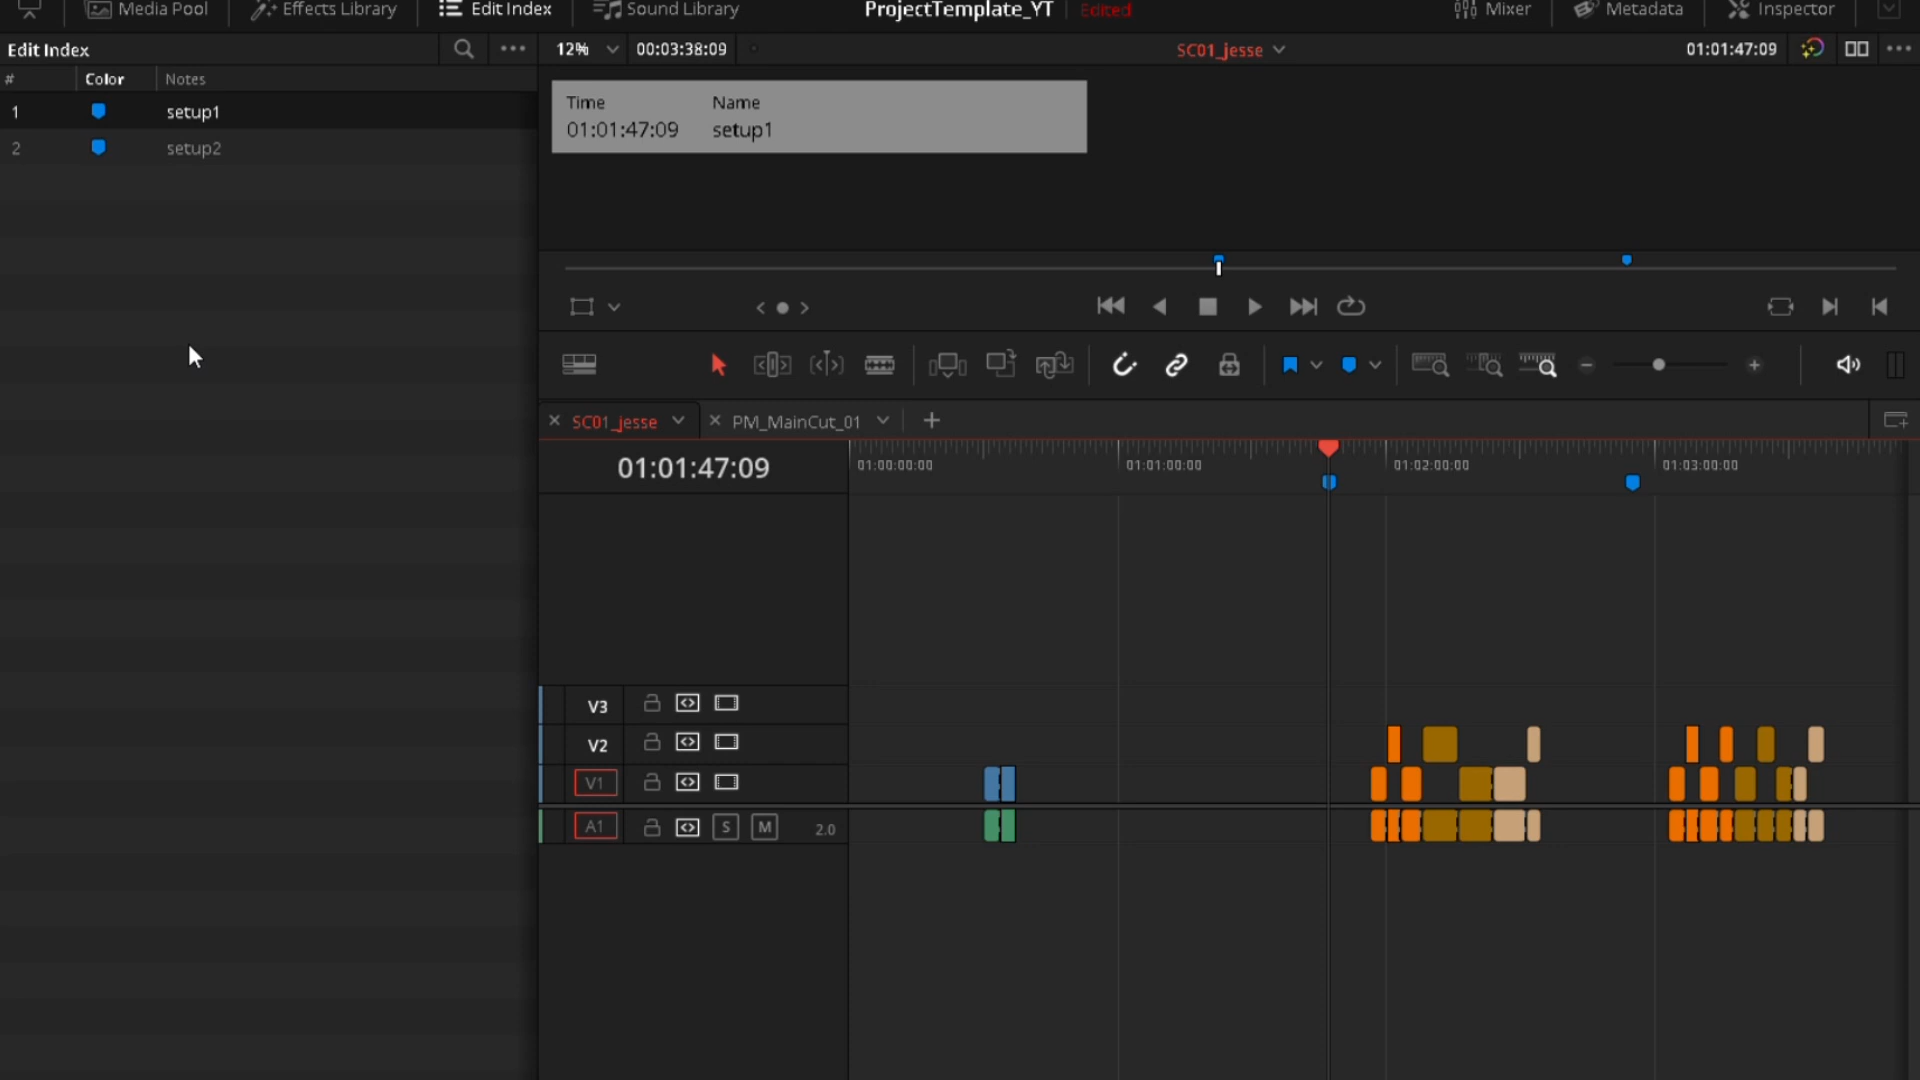 Media Pool
Effects Library
Edit Index
Sound Library
ProjectTemplate_YT
Edited
Mixer
Metadata
Inspector
Edit Index
12%
00:03:38:09
SC01_jesse
01:01:47:09
# Color Notes
1 setup1
2 setup2
Time Name
01:01:47:09 setup1
SC01_jesse
PM_MainCut_01
01:01:47:09
01:00:00:00
01:01:00:00
01:02:00:00
01:03:00:00
V3
V2
V1
A1 S M 2.0